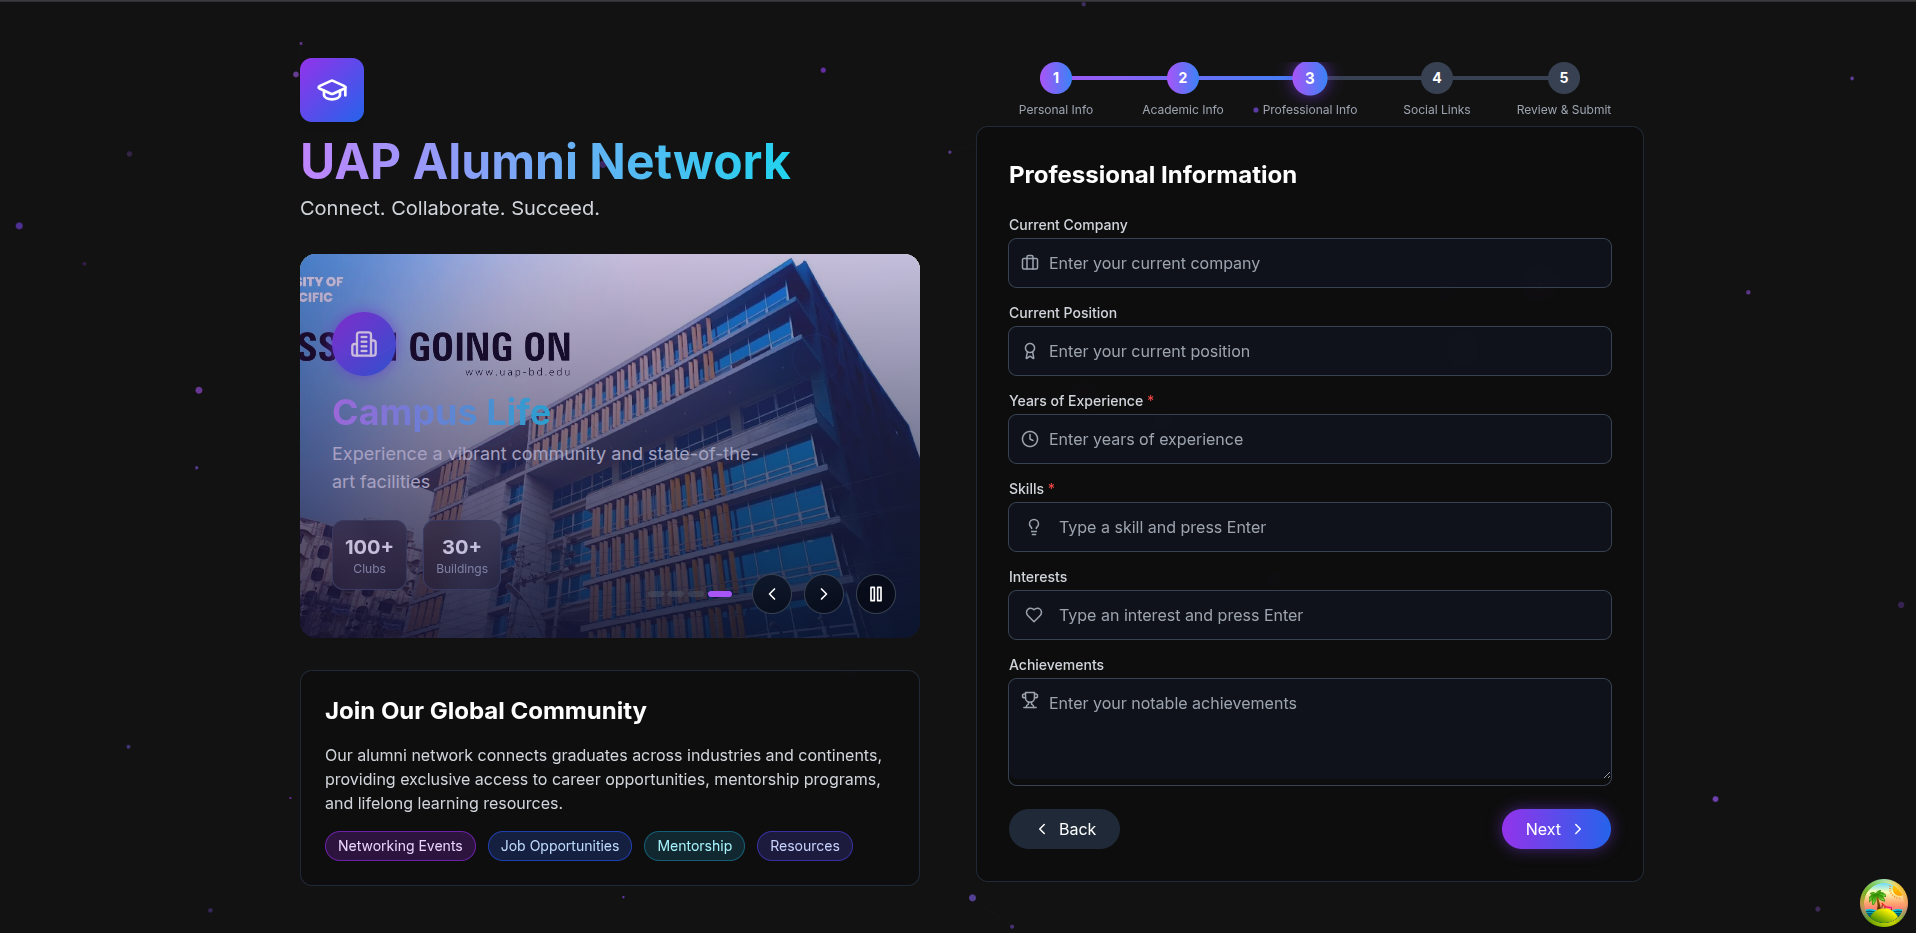 UAP Alumni Network
Connect. Collaborate. Succeed.
SITY OF
CIFIC
GOING ON
www.uap-bd.edu
Campus Life
Experience a vibrant community and state-of-the-
art facilities
100+
Clubs
30+
Buildings
Join Our Global Community
Our alumni network connects graduates across industries and continents,
providing exclusive access to career opportunities, mentorship programs,
and lifelong learning resources.
Networking Events
Job Opportunities
Mentorship
Resources
1
2
3
4
5
Personal Info
Academic Info
Professional Info
Social Links
Review & Submit
Professional Information
Current Company
Enter your current company
Current Position
Enter your current position
Years of Experience *
Enter years of experience
Skills *
Type a skill and press Enter
Interests
Type an interest and press Enter
Achievements
Enter your notable achievements
Back
Next